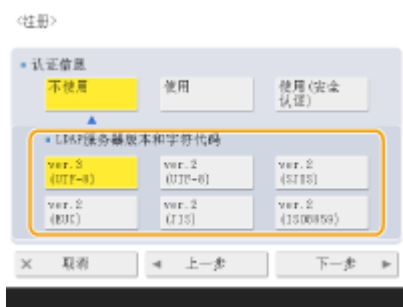 <注册>
认证信息
不使用 使用 使用(安全认证)
LDAP服务器版本和字符代码
ver.3 (UTF-8) ver.2 (UTF-8) ver.2 (SJIS)
ver.2 (EUC) ver.2 (JIS) ver.2 (ISO8859)
× 取消 ◄ 上一步 下一步 ►